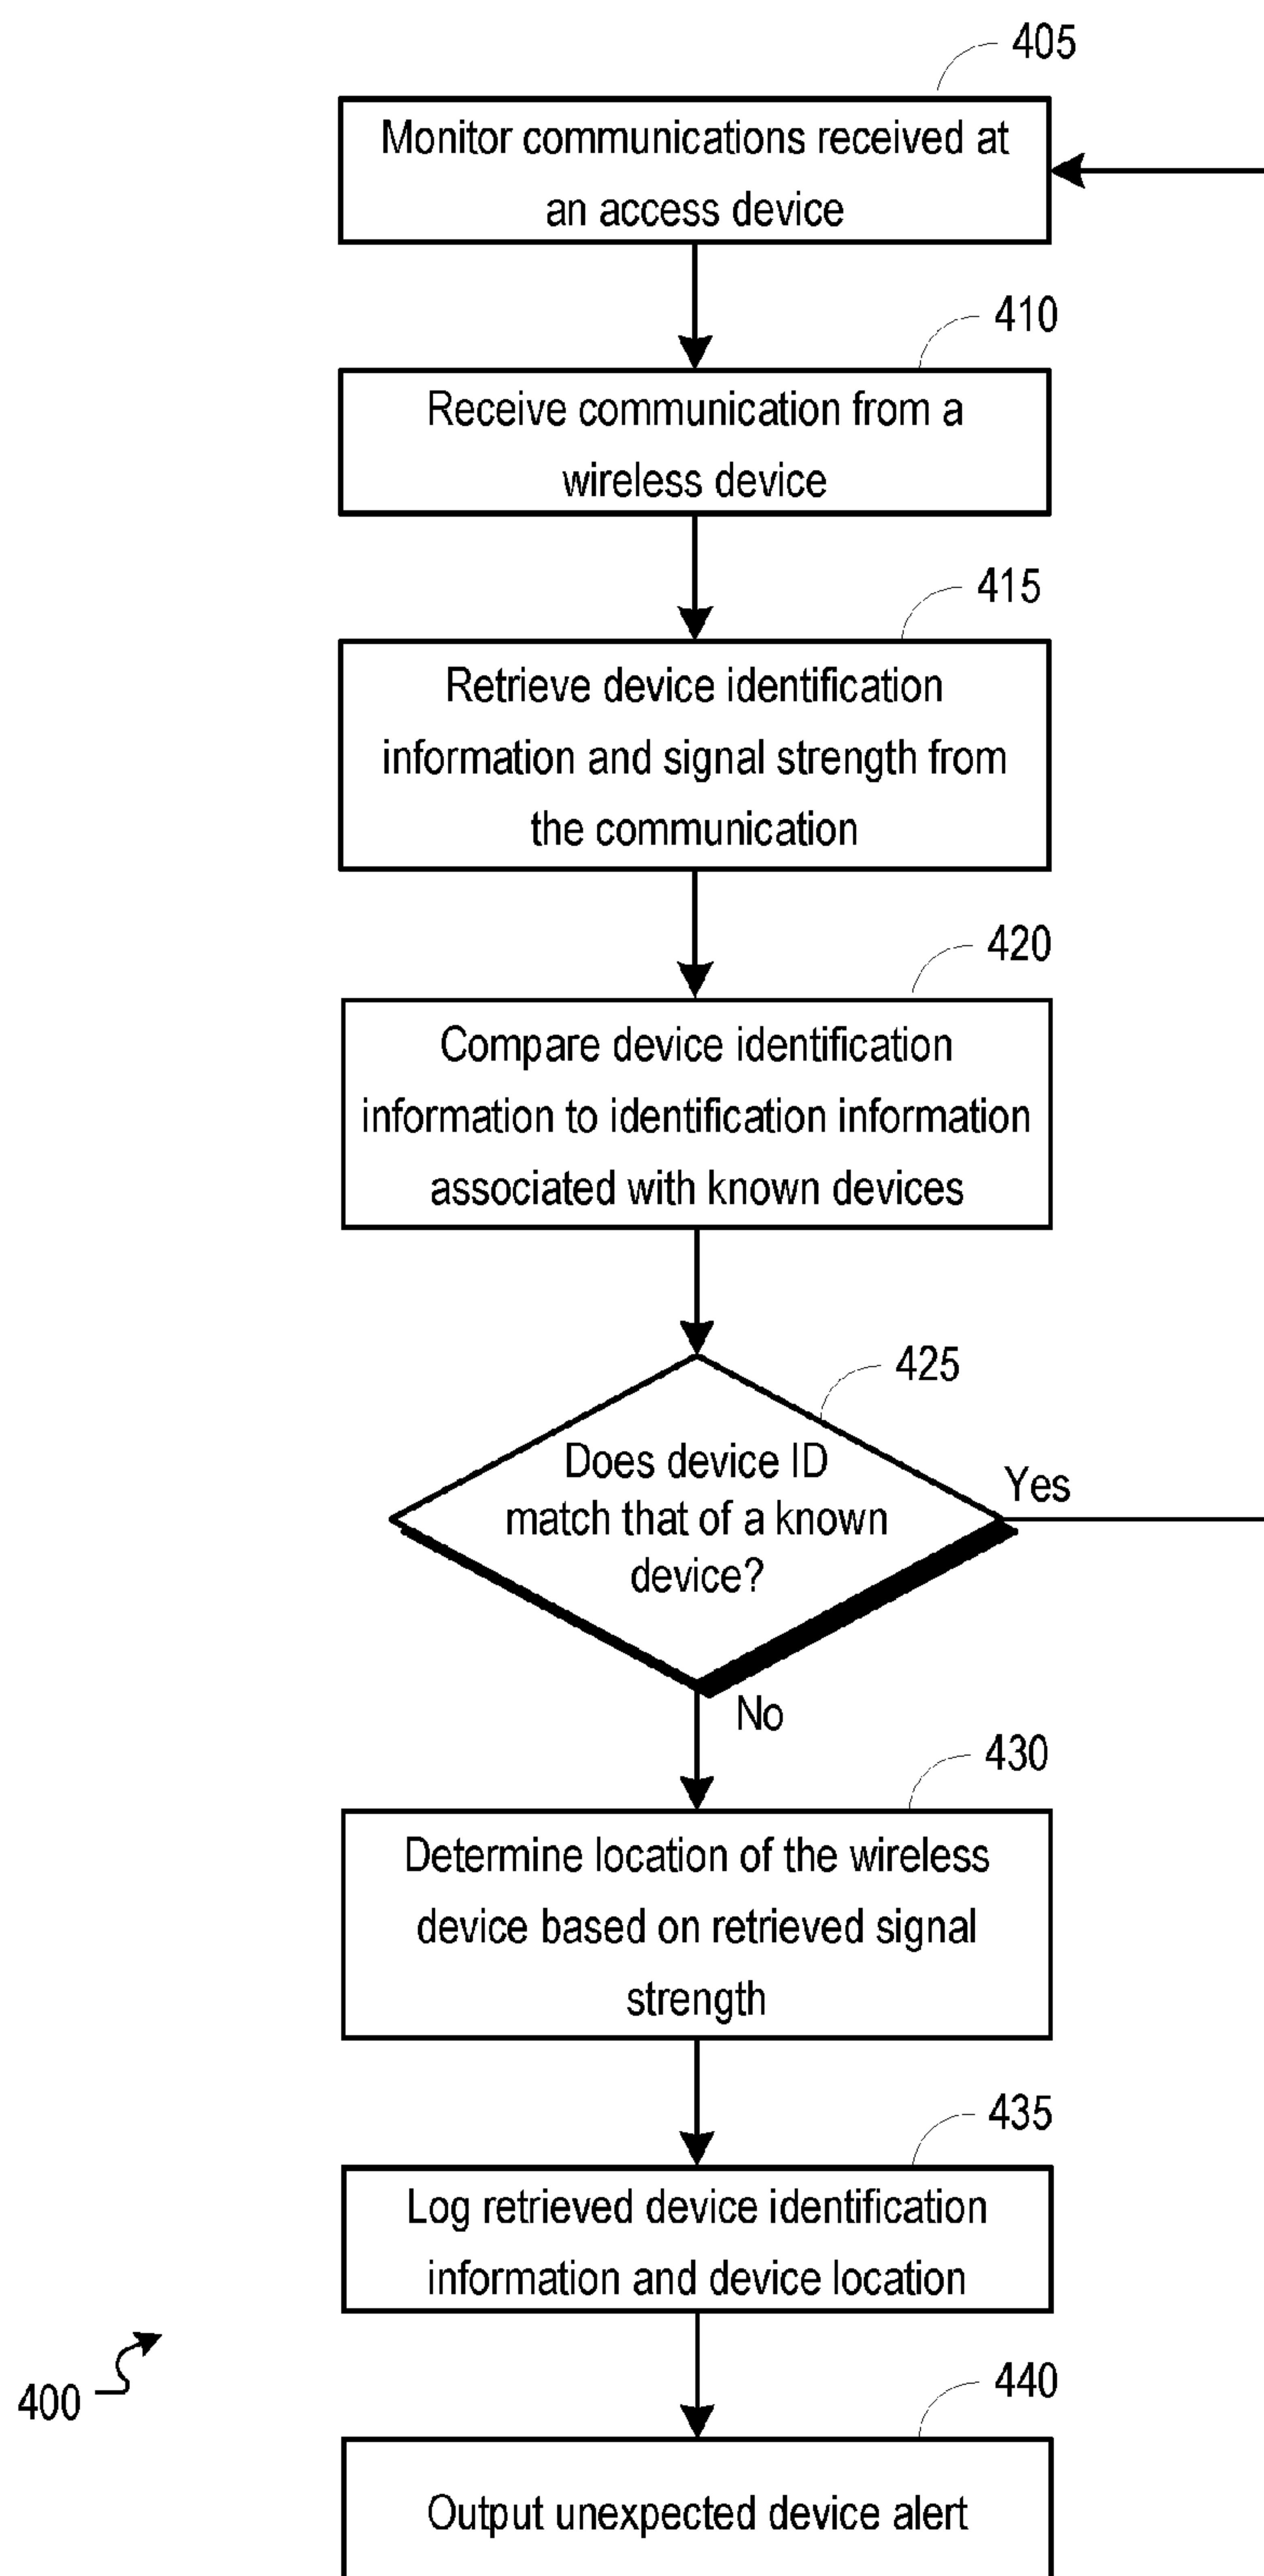 405
Monitor communications received at
an access device
410
Receive communication from a
wireless device
415
Retrieve device identification
information and signal strength from
the communication
420
Compare device identification
information to identification information
associated with known devices
425
Does device ID
match that of a known
device?
Yes
No
430
Determine location of the wireless
device based on retrieved signal
strength
435
Log retrieved device identification
information and device location
400
440
Output unexpected device alert